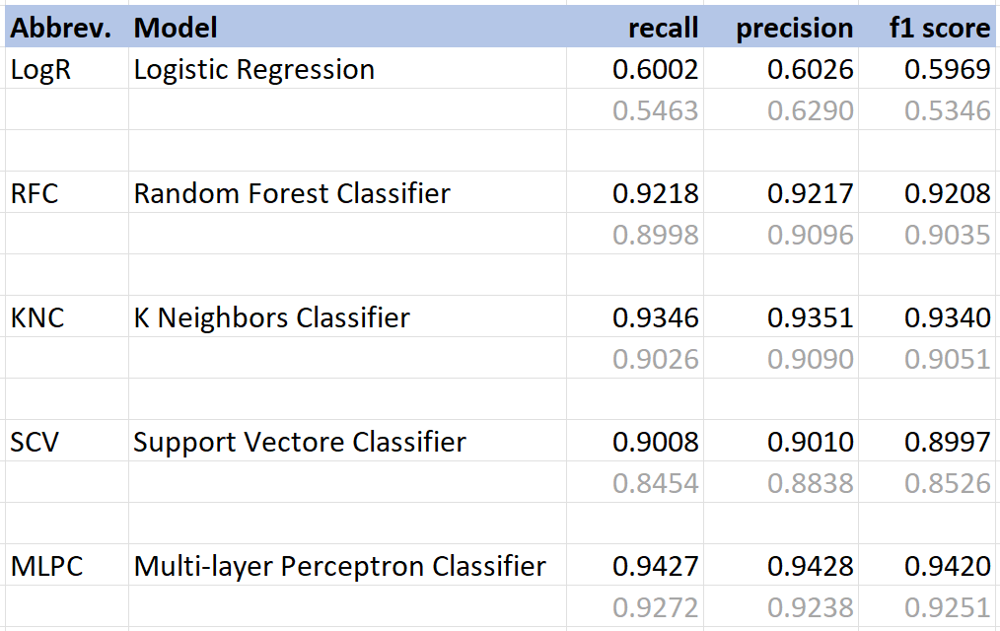 Abbrev. Model recall precision f1 score
LogR Logistic Regression 0.6002 0.6026 0.5969
0.5463 0.6290 0.5346
RFC Random Forest Classifier 0.9218 0.9217 0.9208
0.8998 0.9096 0.9035
KNC K Neighbors Classifier 0.9346 0.9351 0.9340
0.9026 0.9090 0.9051
SCV Support Vectore Classifier 0.9008 0.9010 0.8997
0.8454 0.8838 0.8526
MLPC Multi-layer Perceptron Classifier 0.9427 0.9428 0.9420
0.9272 0.9238 0.9251